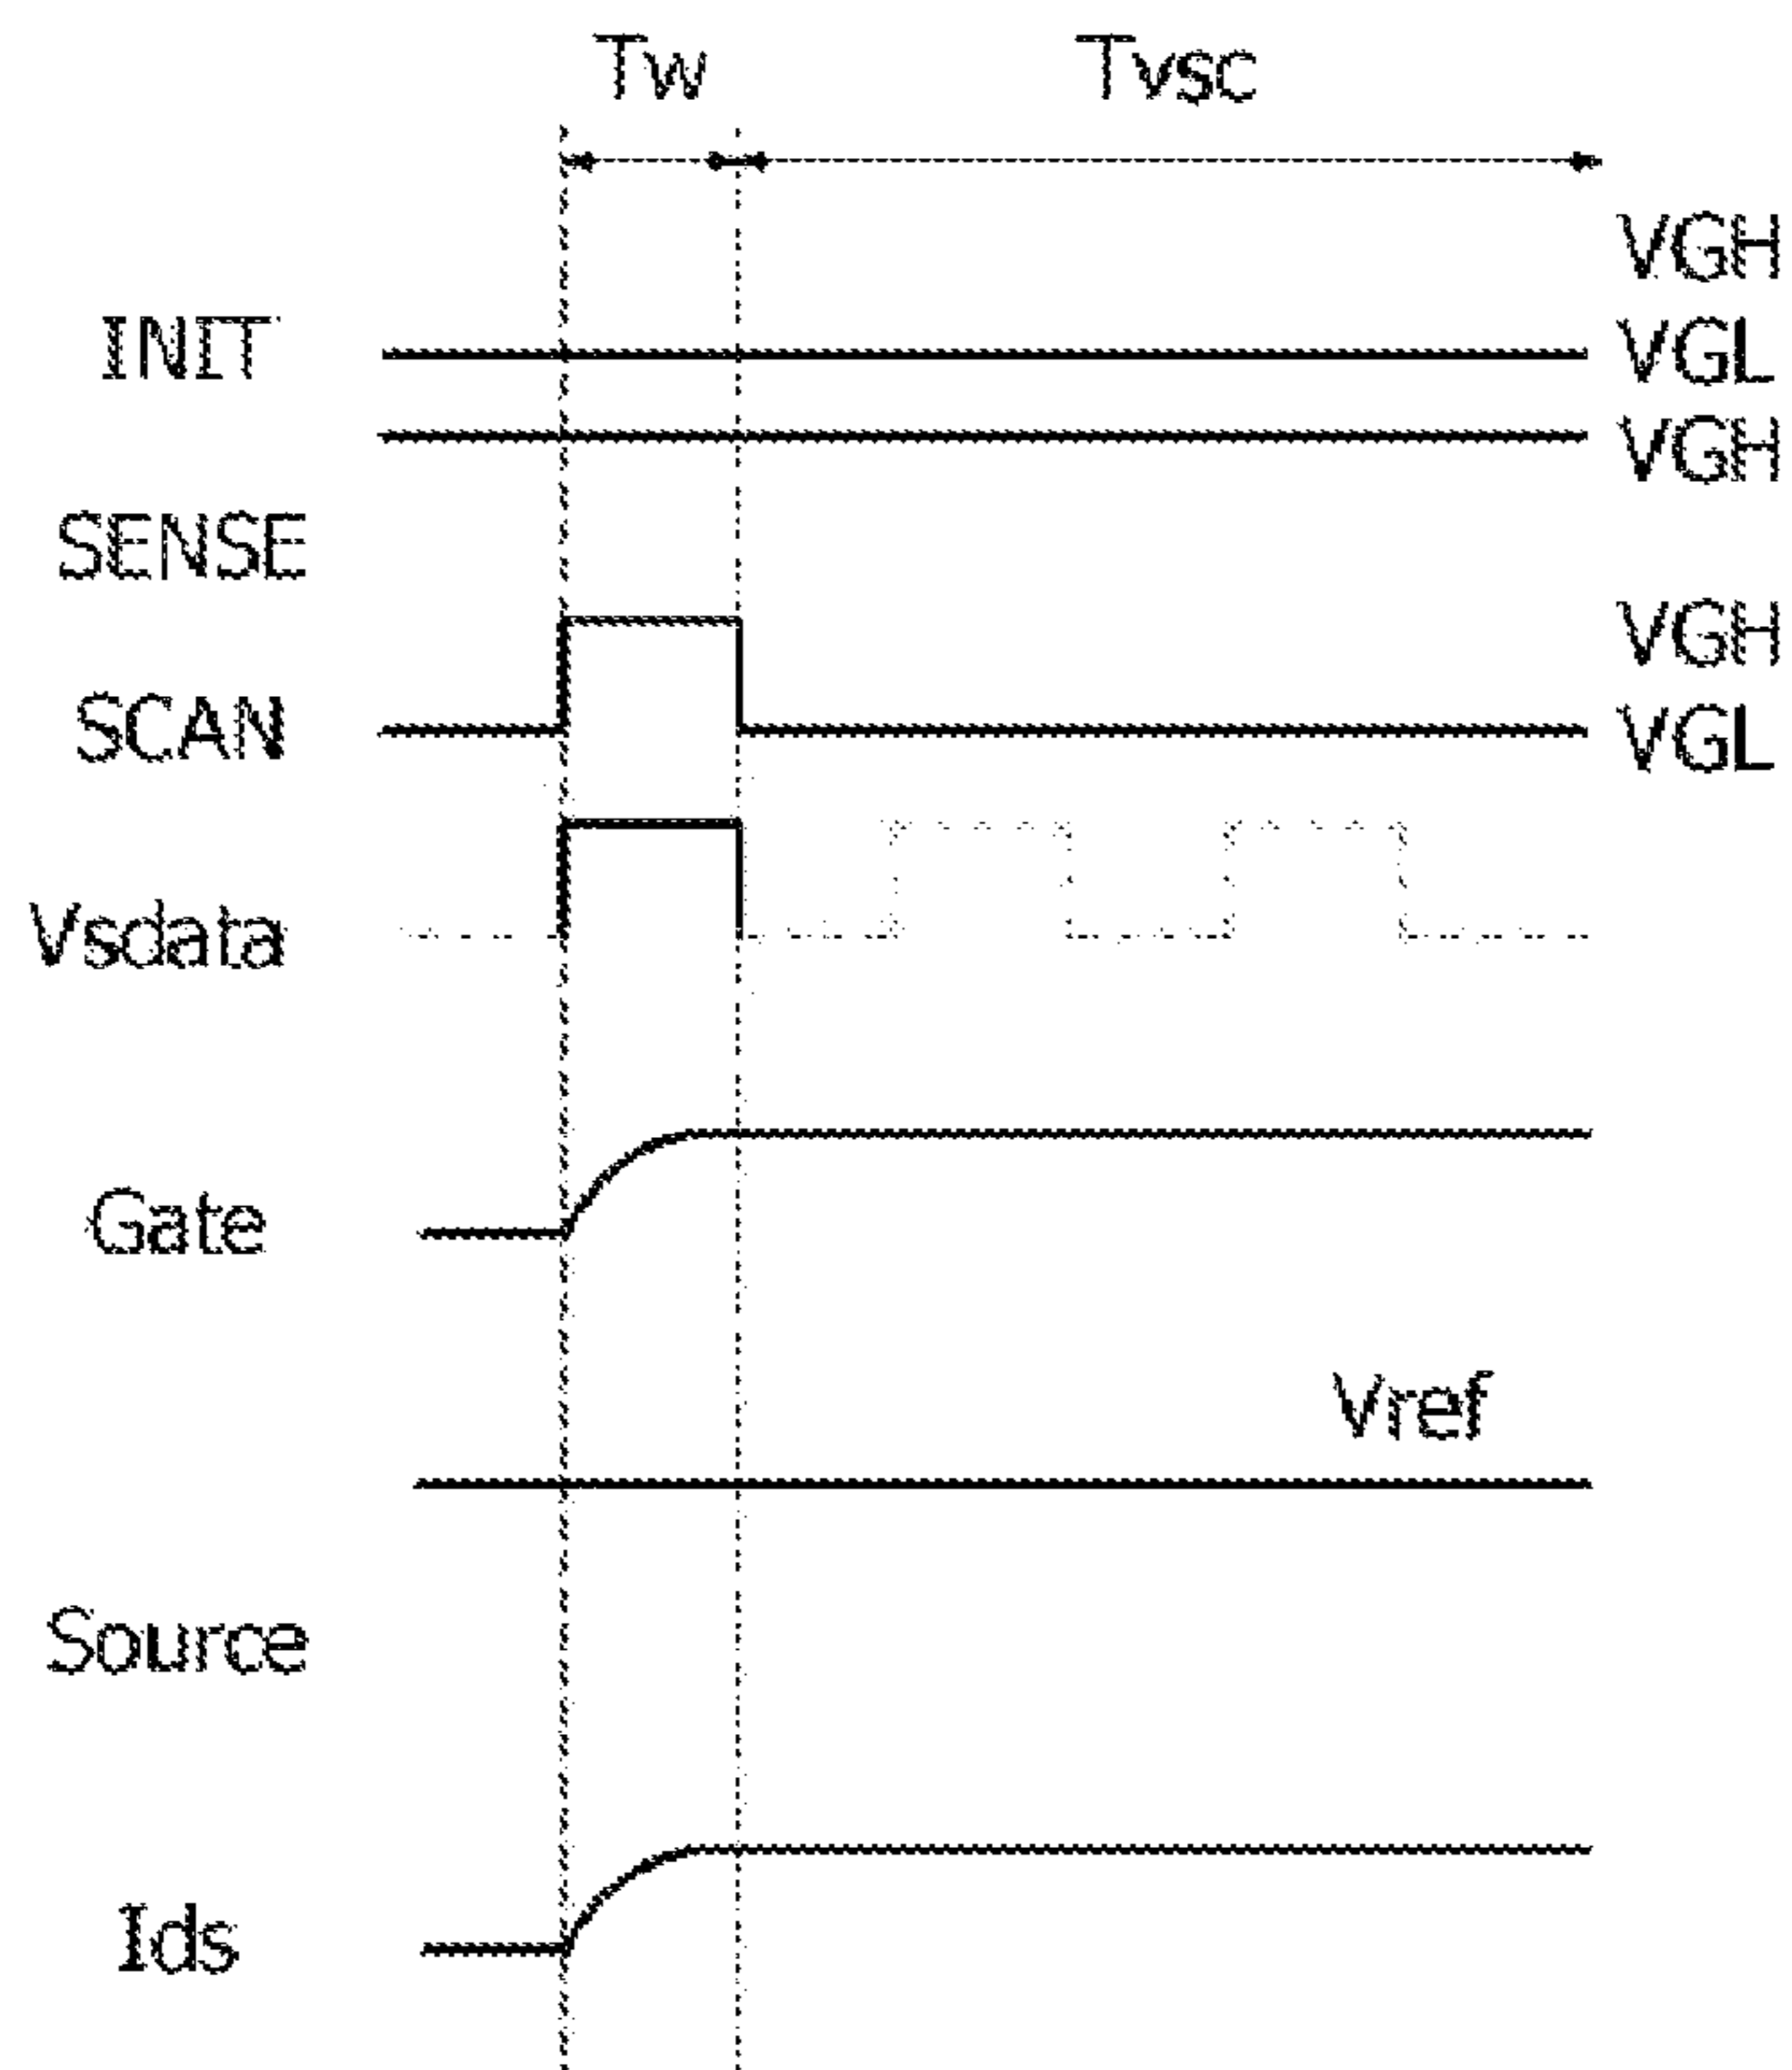 Tw Tvsc
VGH
INIT VGL
VGH
SENSE
VGH
SCAN VGL
Vsdata
Gate
Vref
Source
Ids